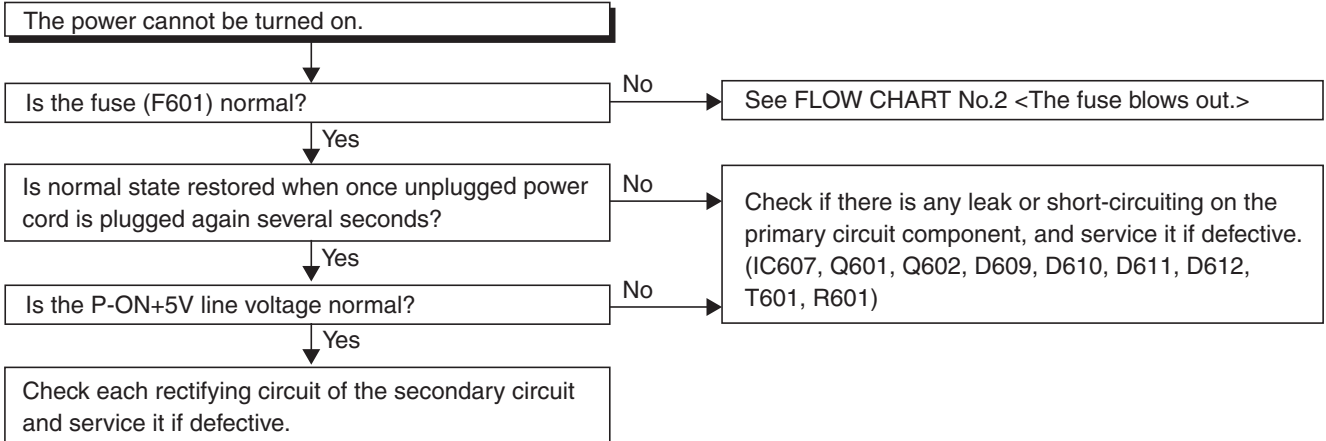 The power cannot be turned on.
No
Is the fuse (F601) normal?
See FLOW CHART No.2 <The fuse blows out.>
Yes
Is normal state restored when once unplugged power
cord is plugged again several seconds?
No
Check if there is any leak or short-circuiting on the
primary circuit component, and service it if defective.
(IC607, Q601, Q602, D609, D610, D611, D612,
T601, R601)
Yes
Is the P-ON+5V line voltage normal?
No
Yes
Check each rectifying circuit of the secondary circuit
and service it if defective.